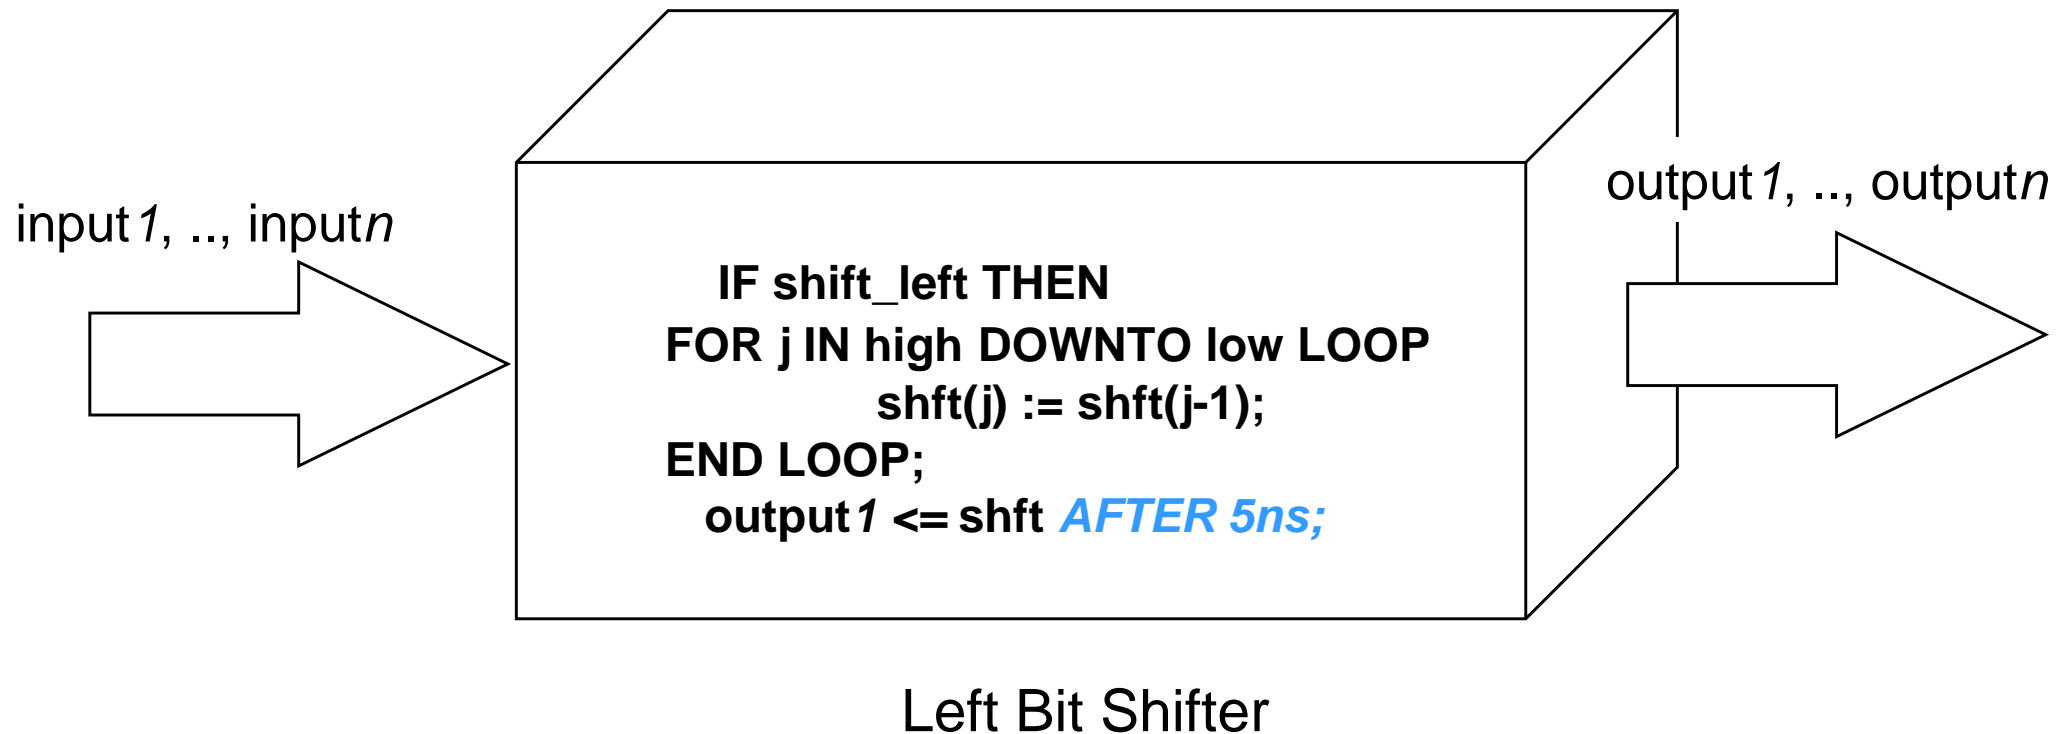 input1, .., inputn
output1, .., outputn
IF shift_left THEN
FOR j IN high DOWNTO low LOOP
shft(j) := shft(j-1);
END LOOP;
output1 <= shft AFTER 5ns;
Left Bit Shifter